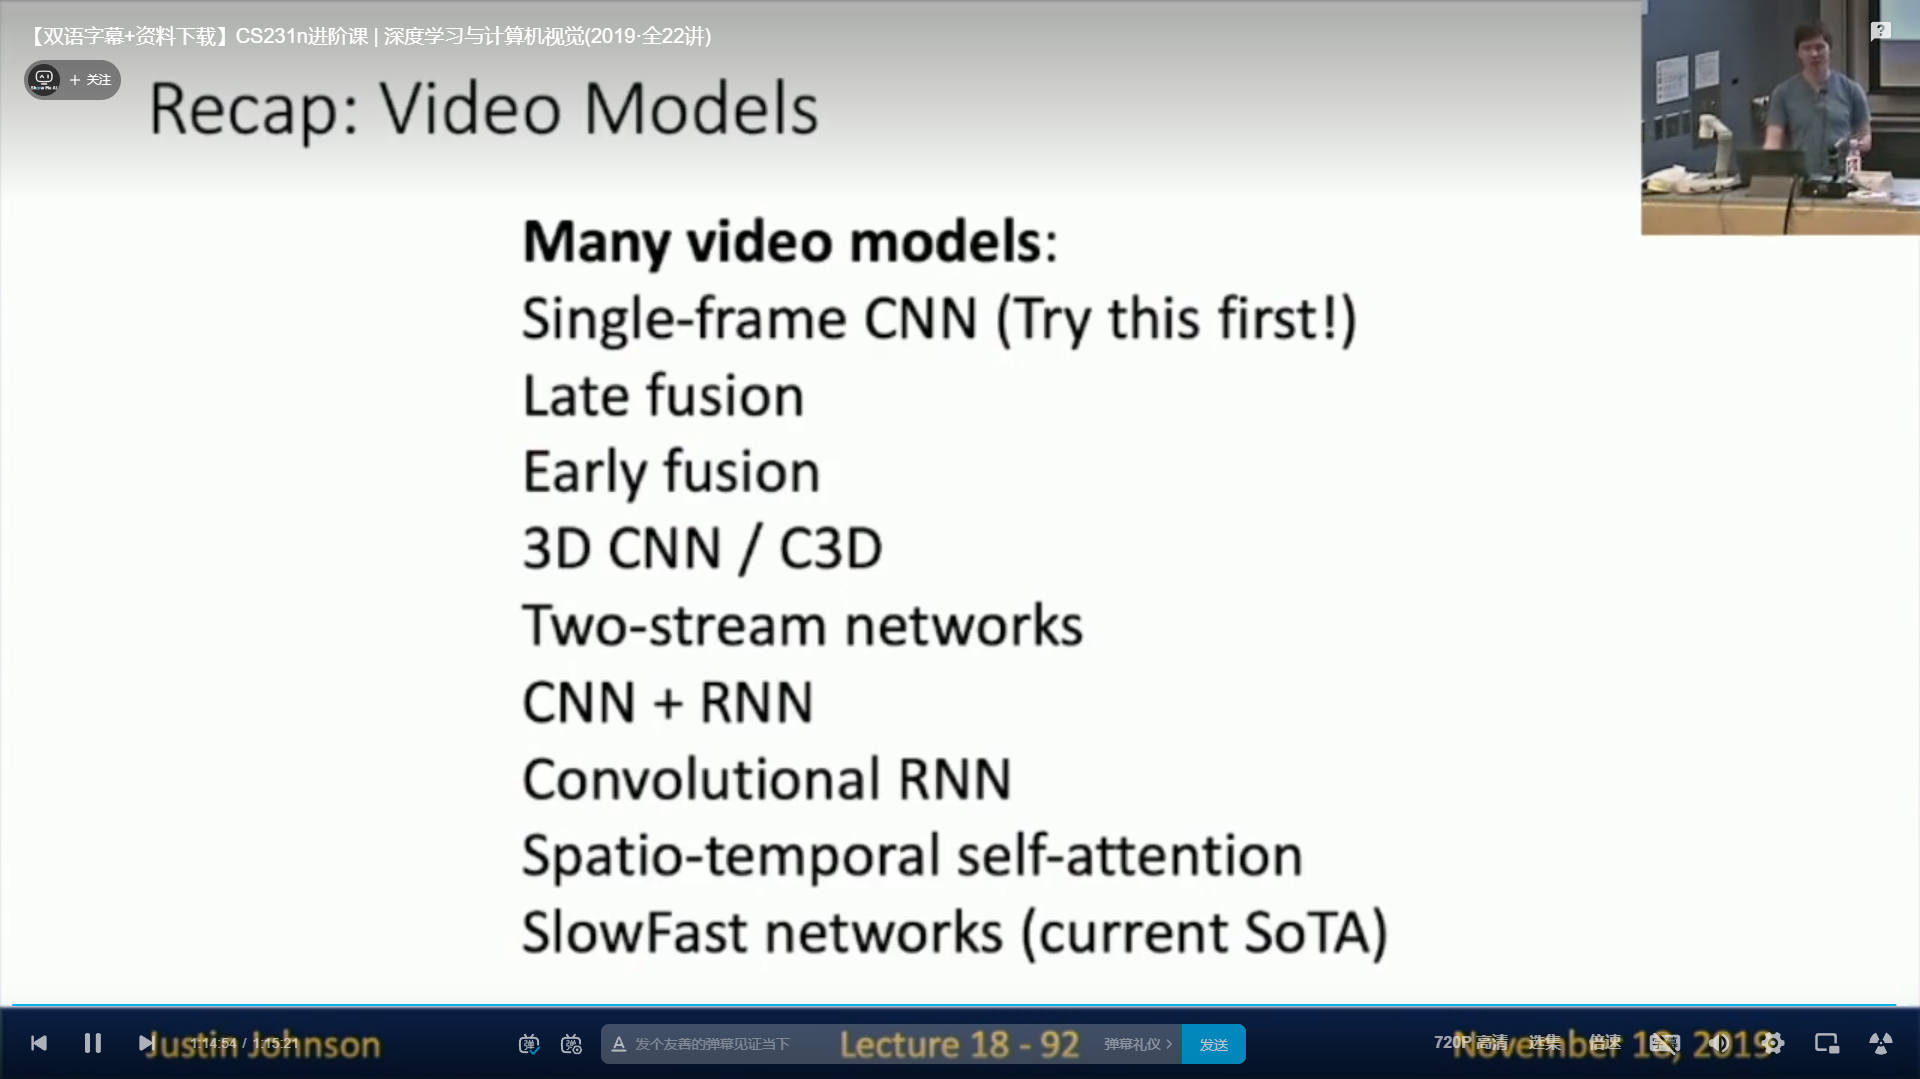 【双语字幕+资料下载】CS231n进阶课 | 深度学习与计算机视觉(2019·全22讲)
+ 关注
Recap: Video Models
Many video models:
Single-frame CNN (Try this first!)
Late fusion
Early fusion
3D CNN / C3D
Two-stream networks
CNN + RNN
Convolutional RNN
Spatio-temporal self-attention
SlowFast networks (current SoTA)
Justin Johnson
1:14:54 / 1:15:21
弹
弹
A 发个友善的弹幕见证当下
Lecture 18 - 92
弹幕礼仪 >
发送
720P 高清
选集
倍速
字幕
November 18, 2019